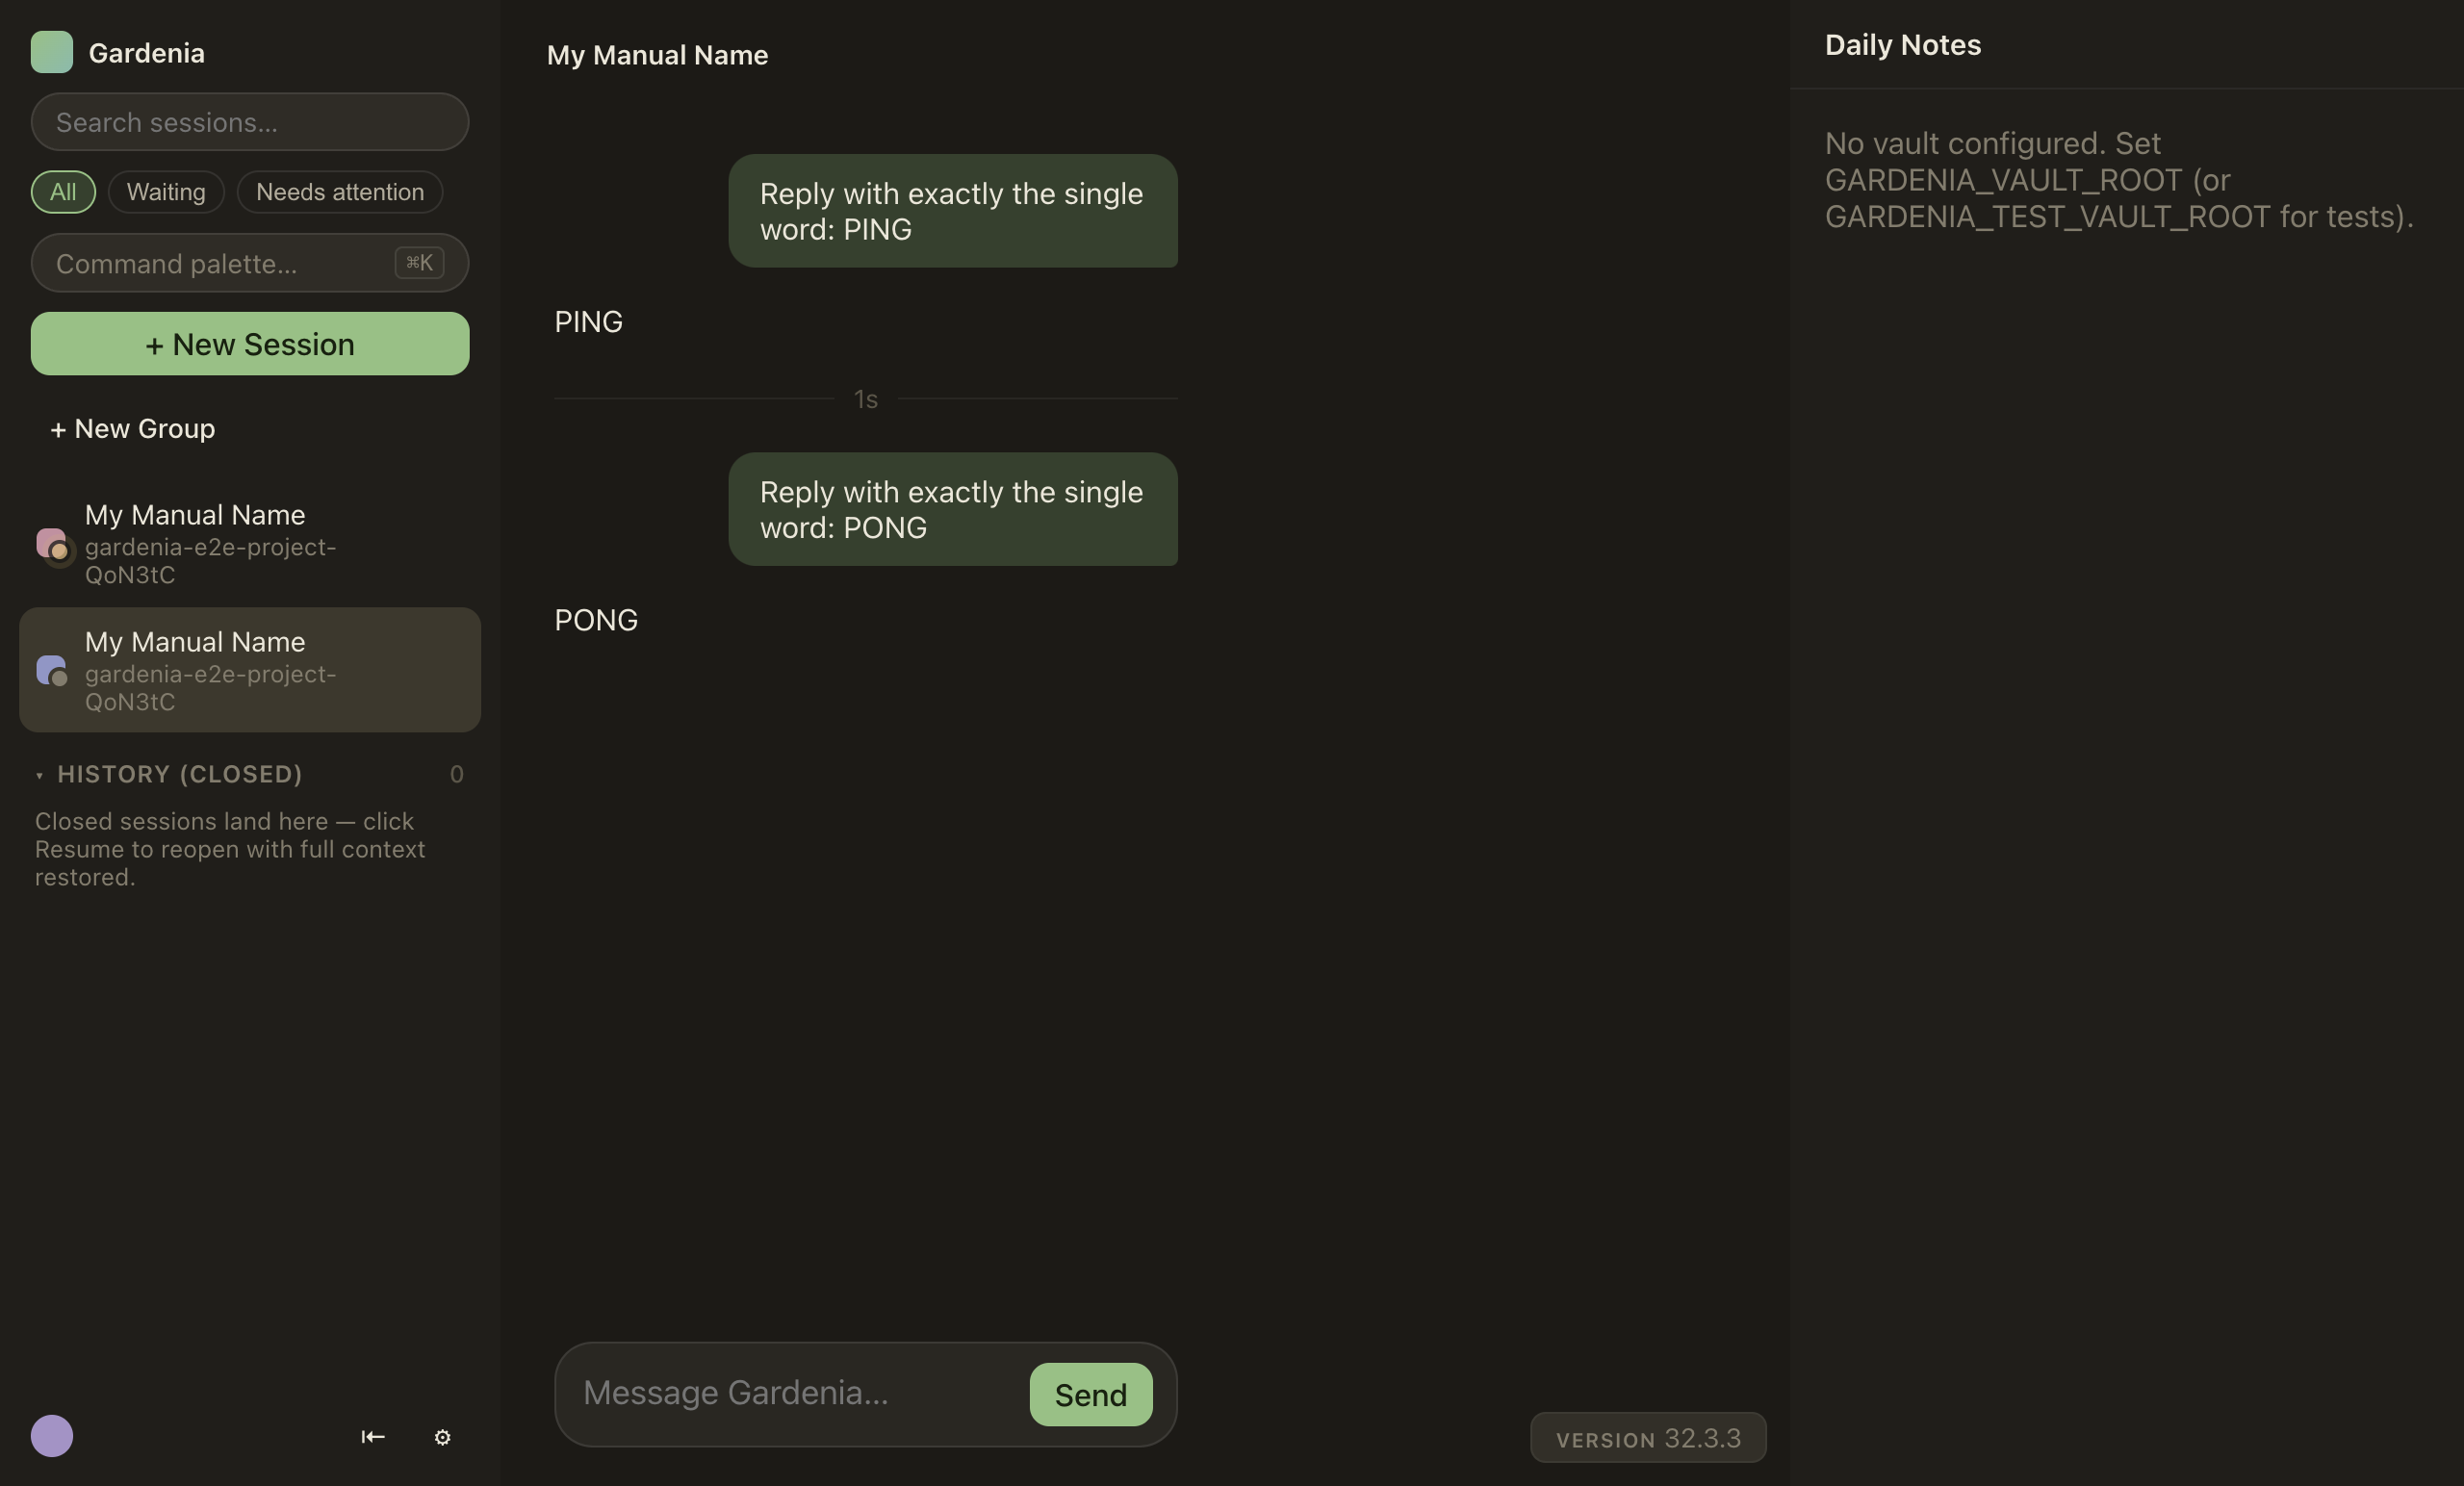 Gardenia
Search sessions...
All
Waiting
Needs attention
Command palette...
⌘K
+ New Session
+ New Group
My Manual Name
gardenia-e2e-project-
QoN3tC
My Manual Name
gardenia-e2e-project-
QoN3tC
HISTORY (CLOSED)
0
Closed sessions land here — click
Resume to reopen with full context
restored.
My Manual Name
Reply with exactly the single
word: PING
PING
1s
Reply with exactly the single
word: PONG
PONG
Message Gardenia...
Send
VERSION 32.3.3
Daily Notes
No vault configured. Set
GARDENIA_VAULT_ROOT (or
GARDENIA_TEST_VAULT_ROOT for tests).